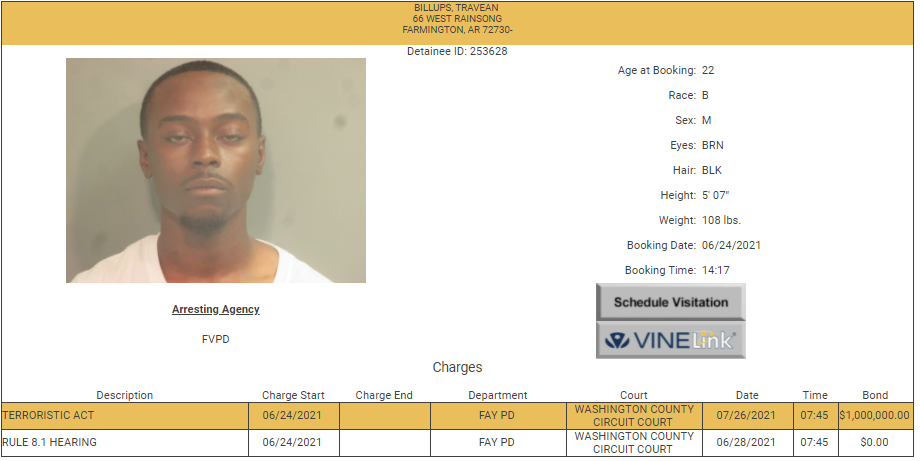 BILLUPS, TRAVEAN
66 WEST RAINSONG
FARMINGTON, AR 72730-
Detainee ID: 253628
Age at Booking: 22
Race: B
Sex: M
Eyes: BRN
Hair: BLK
Height: 5' 07"
Weight: 108 lbs.
Booking Date: 06/24/2021
Booking Time: 14:17
Schedule Visitation
VINELink
Arresting Agency
FVPD
Charges
Description Charge Start Charge End Department Court Date Time Bond
TERRORISTIC ACT 06/24/2021 FAY PD WASHINGTON COUNTY CIRCUIT COURT 07/26/2021 07:45 $1,000,000.00
RULE 8.1 HEARING 06/24/2021 FAY PD WASHINGTON COUNTY CIRCUIT COURT 06/28/2021 07:45 $0.00